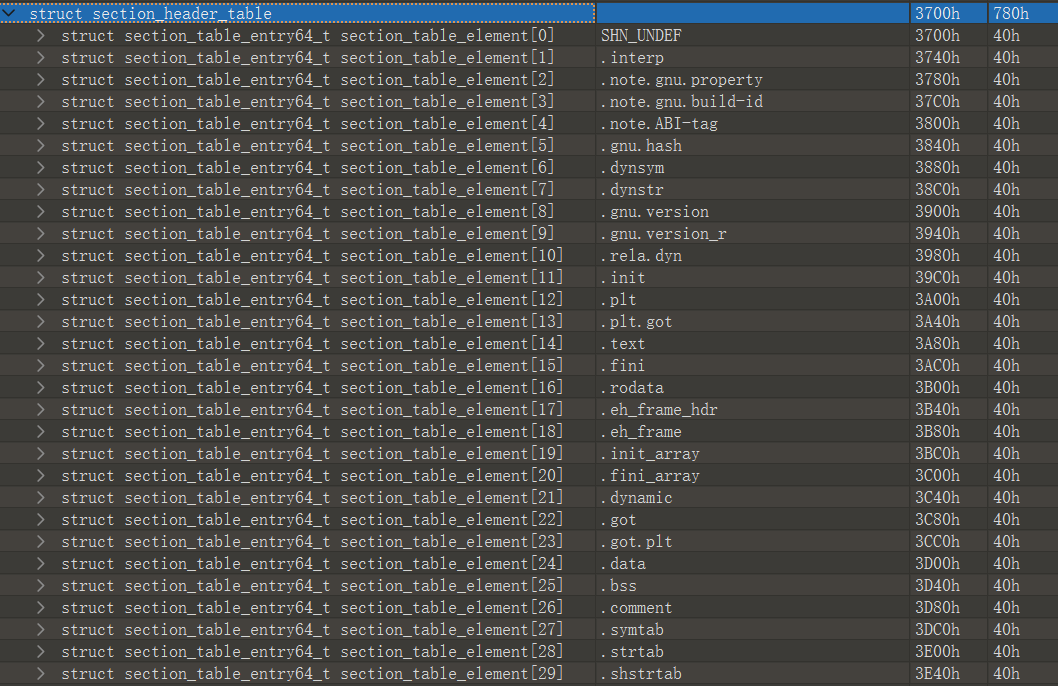 struct section_header_table 3700h 780h
struct section_table_entry64_t section_table_element[0] SHN_UNDEF 3700h 40h
struct section_table_entry64_t section_table_element[1] .interp 3740h 40h
struct section_table_entry64_t section_table_element[2] .note.gnu.property 3780h 40h
struct section_table_entry64_t section_table_element[3] .note.gnu.build-id 37C0h 40h
struct section_table_entry64_t section_table_element[4] .note.ABI-tag 3800h 40h
struct section_table_entry64_t section_table_element[5] .gnu.hash 3840h 40h
struct section_table_entry64_t section_table_element[6] .dynsym 3880h 40h
struct section_table_entry64_t section_table_element[7] .dynstr 38C0h 40h
struct section_table_entry64_t section_table_element[8] .gnu.version 3900h 40h
struct section_table_entry64_t section_table_element[9] .gnu.version_r 3940h 40h
struct section_table_entry64_t section_table_element[10] .rela.dyn 3980h 40h
struct section_table_entry64_t section_table_element[11] .init 39C0h 40h
struct section_table_entry64_t section_table_element[12] .plt 3A00h 40h
struct section_table_entry64_t section_table_element[13] .plt.got 3A40h 40h
struct section_table_entry64_t section_table_element[14] .text 3A80h 40h
struct section_table_entry64_t section_table_element[15] .fini 3AC0h 40h
struct section_table_entry64_t section_table_element[16] .rodata 3B00h 40h
struct section_table_entry64_t section_table_element[17] .eh_frame_hdr 3B40h 40h
struct section_table_entry64_t section_table_element[18] .eh_frame 3B80h 40h
struct section_table_entry64_t section_table_element[19] .init_array 3BC0h 40h
struct section_table_entry64_t section_table_element[20] .fini_array 3C00h 40h
struct section_table_entry64_t section_table_element[21] .dynamic 3C40h 40h
struct section_table_entry64_t section_table_element[22] .got 3C80h 40h
struct section_table_entry64_t section_table_element[23] .got.plt 3CC0h 40h
struct section_table_entry64_t section_table_element[24] .data 3D00h 40h
struct section_table_entry64_t section_table_element[25] .bss 3D40h 40h
struct section_table_entry64_t section_table_element[26] .comment 3D80h 40h
struct section_table_entry64_t section_table_element[27] .symtab 3DC0h 40h
struct section_table_entry64_t section_table_element[28] .strtab 3E00h 40h
struct section_table_entry64_t section_table_element[29] .shstrtab 3E40h 40h